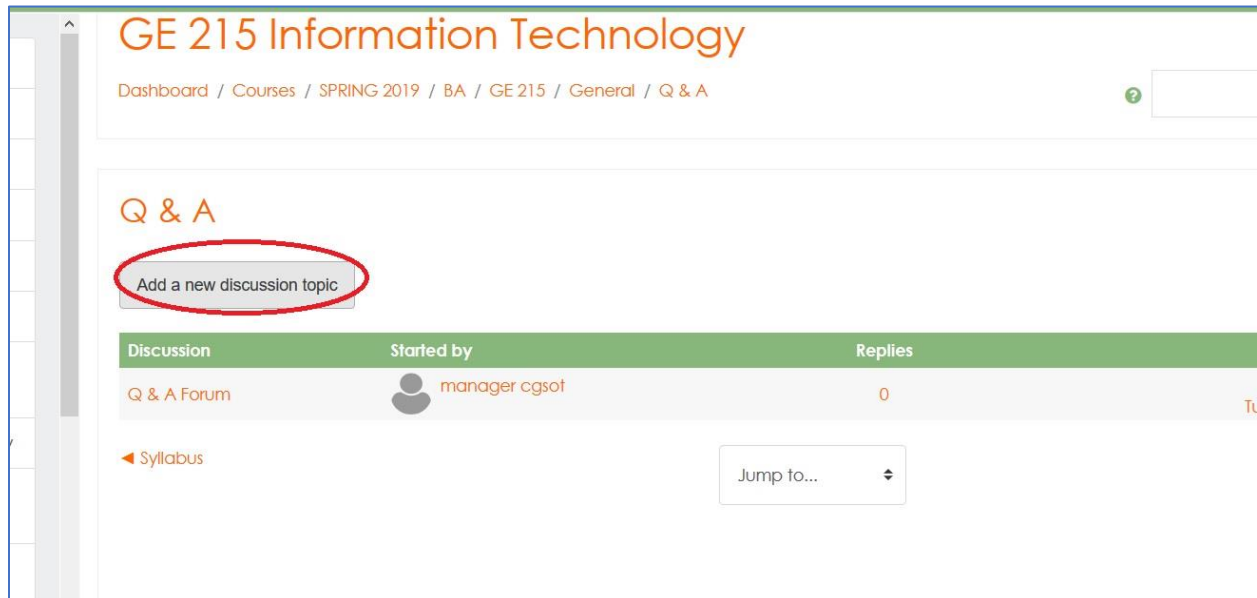 GE 215 Information Technology
Dashboard / Courses / SPRING 2019 / BA / GE 215 / General / Q & A
Q & A
Add a new discussion topic
Discussion Started by Replies
Q & A Forum manager cgsot 0
◄ Syllabus
Jump to...